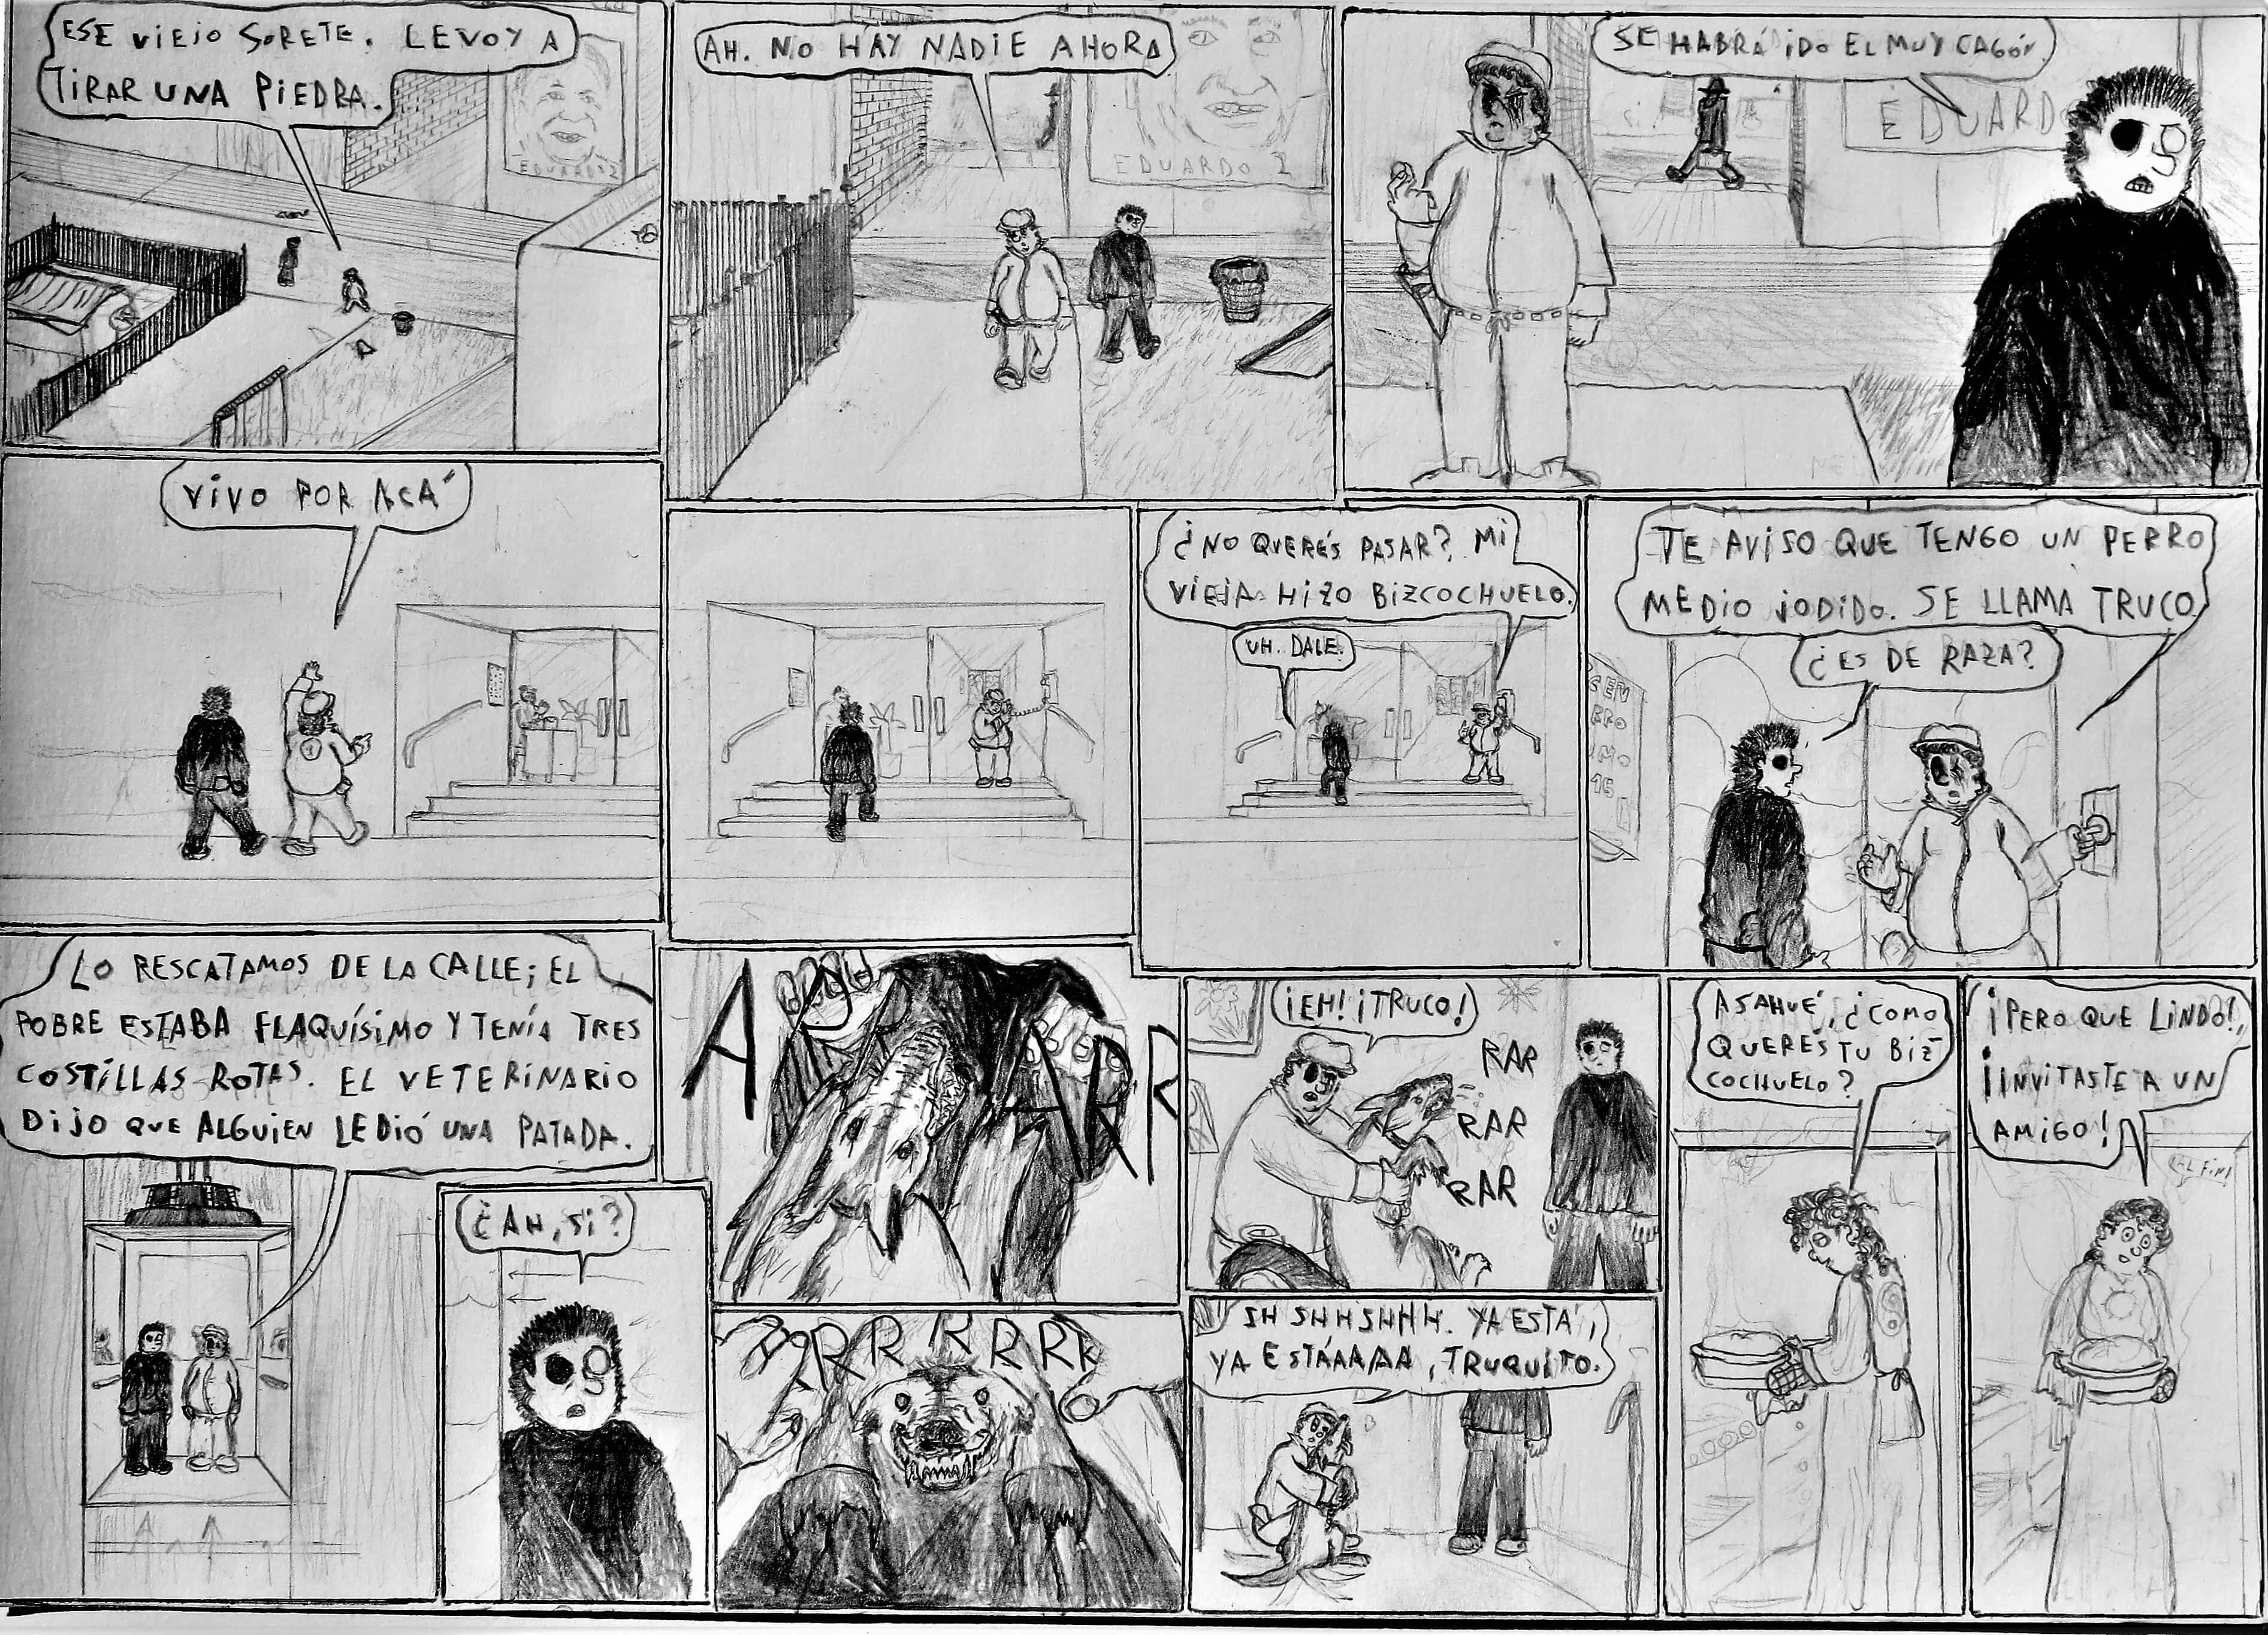 ESE VIEJO SORETE. LE VOY A
TIRAR UNA PIEDRA.
EDUARDO 2
AH. NO HAY NADIE AHORA
EDUARDO 2
SE HABRÁ IDO EL MUY CAGÓN.
EDUARDO
VIVO POR ACÁ
¿NO QUERÉS PASAR? MI
VIEJA HIZO BIZCOCHUELO.
UH. DALE.
TE AVISO QUE TENGO UN PERRO
MEDIO JODIDO. SE LLAMA TRUCO
¿ES DE RAZA?
LO RESCATAMOS DE LA CALLE; EL
POBRE ESTABA FLAQUÍSIMO Y TENÍA TRES
COSTILLAS ROTAS. EL VETERINARIO
DIJO QUE ALGUIEN LE DIÓ UNA PATADA.
¿AH, SI?
¡EH! ¡TRUCO!
RAR
RAR
RAR
SHSHHSHHH. YA ESTÁ,
YA ESTÁAAAA, TRUQUITO.
ASAHUÉ, ¿COMO
QUERÉS TU BIZ-
COCHUELO?
¡PERO QUE LINDO!,
¡INVITASTE A UN
AMIGO!
¡AL FIN!